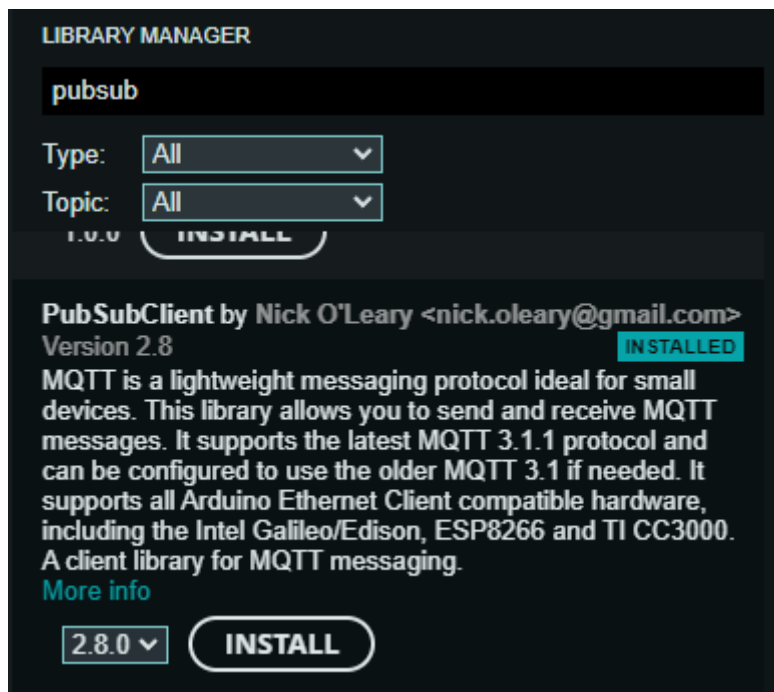 LIBRARY MANAGER
pubsub
Type: All
Topic: All
1.0.0 INSTALL
PubSubClient by Nick O'Leary <nick.oleary@gmail.com>
Version 2.8 INSTALLED
MQTT is a lightweight messaging protocol ideal for small
devices. This library allows you to send and receive MQTT
messages. It supports the latest MQTT 3.1.1 protocol and
can be configured to use the older MQTT 3.1 if needed. It
supports all Arduino Ethernet Client compatible hardware,
including the Intel Galileo/Edison, ESP8266 and TI CC3000.
A client library for MQTT messaging.
More info
2.8.0 INSTALL